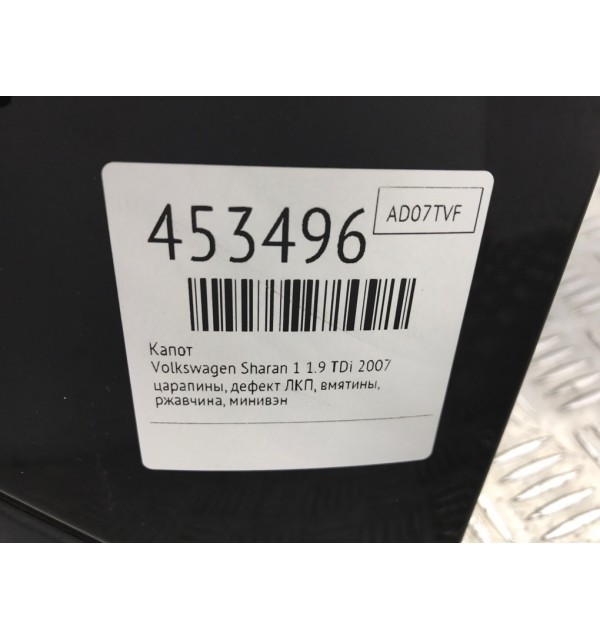 453496
AD07TVF
Капот
Volkswagen Sharan 1 1.9 TDi 2007
царапины, дефект ЛКП, вмятины,
ржавчина, минивэн